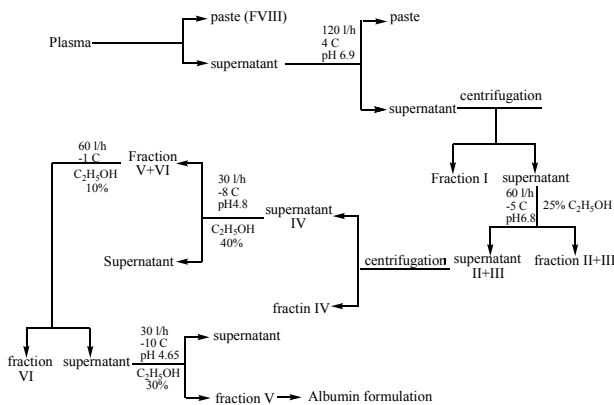 paste (FVIII)
Plasma
supernatant
120 l/h
4 C
pH 6.9
paste
supernatant
centrifugation
Fraction I
supernatant
60 l/h
-5 C
pH6.8
25% C₂H₅OH
supernatant
II+III
fraction II+III
centrifugation
supernatant
IV
fractin IV
30 l/h
-8 C
pH4.8
C₂H₅OH
40%
Fraction
V+VI
Supernatant
60 l/h
-1 C
C₂H₅OH
10%
fraction
VI
supernatant
30 l/h
-10 C
pH 4.65
C₂H₅OH
30%
supernatant
fraction V
Albumin formulation